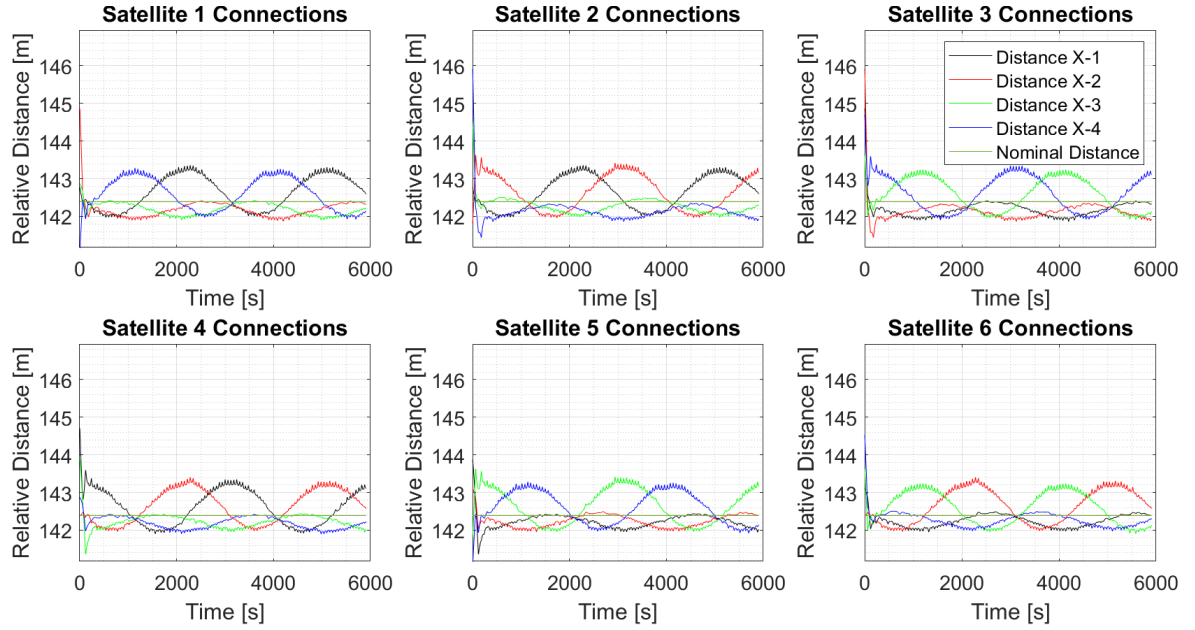 Satellite 1 Connections
Relative Distance [m]
146
145
144
143
142
0 2000 4000 6000
Time [s]
Satellite 2 Connections
Relative Distance [m]
146
145
144
143
142
0 2000 4000 6000
Time [s]
Satellite 3 Connections
Relative Distance [m]
146
145
144
143
142
0 2000 4000 6000
Time [s]
Distance X-1
Distance X-2
Distance X-3
Distance X-4
Nominal Distance
Satellite 4 Connections
Relative Distance [m]
146
145
144
143
142
0 2000 4000 6000
Time [s]
Satellite 5 Connections
Relative Distance [m]
146
145
144
143
142
0 2000 4000 6000
Time [s]
Satellite 6 Connections
Relative Distance [m]
146
145
144
143
142
0 2000 4000 6000
Time [s]